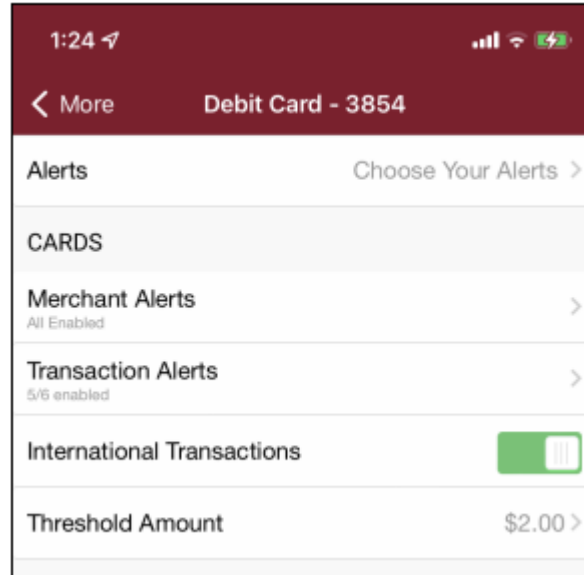 1:24
More
Debit Card - 3854
Alerts
Choose Your Alerts
CARDS
Merchant Alerts
All Enabled
Transaction Alerts
5/6 enabled
International Transactions
Threshold Amount
$2.00